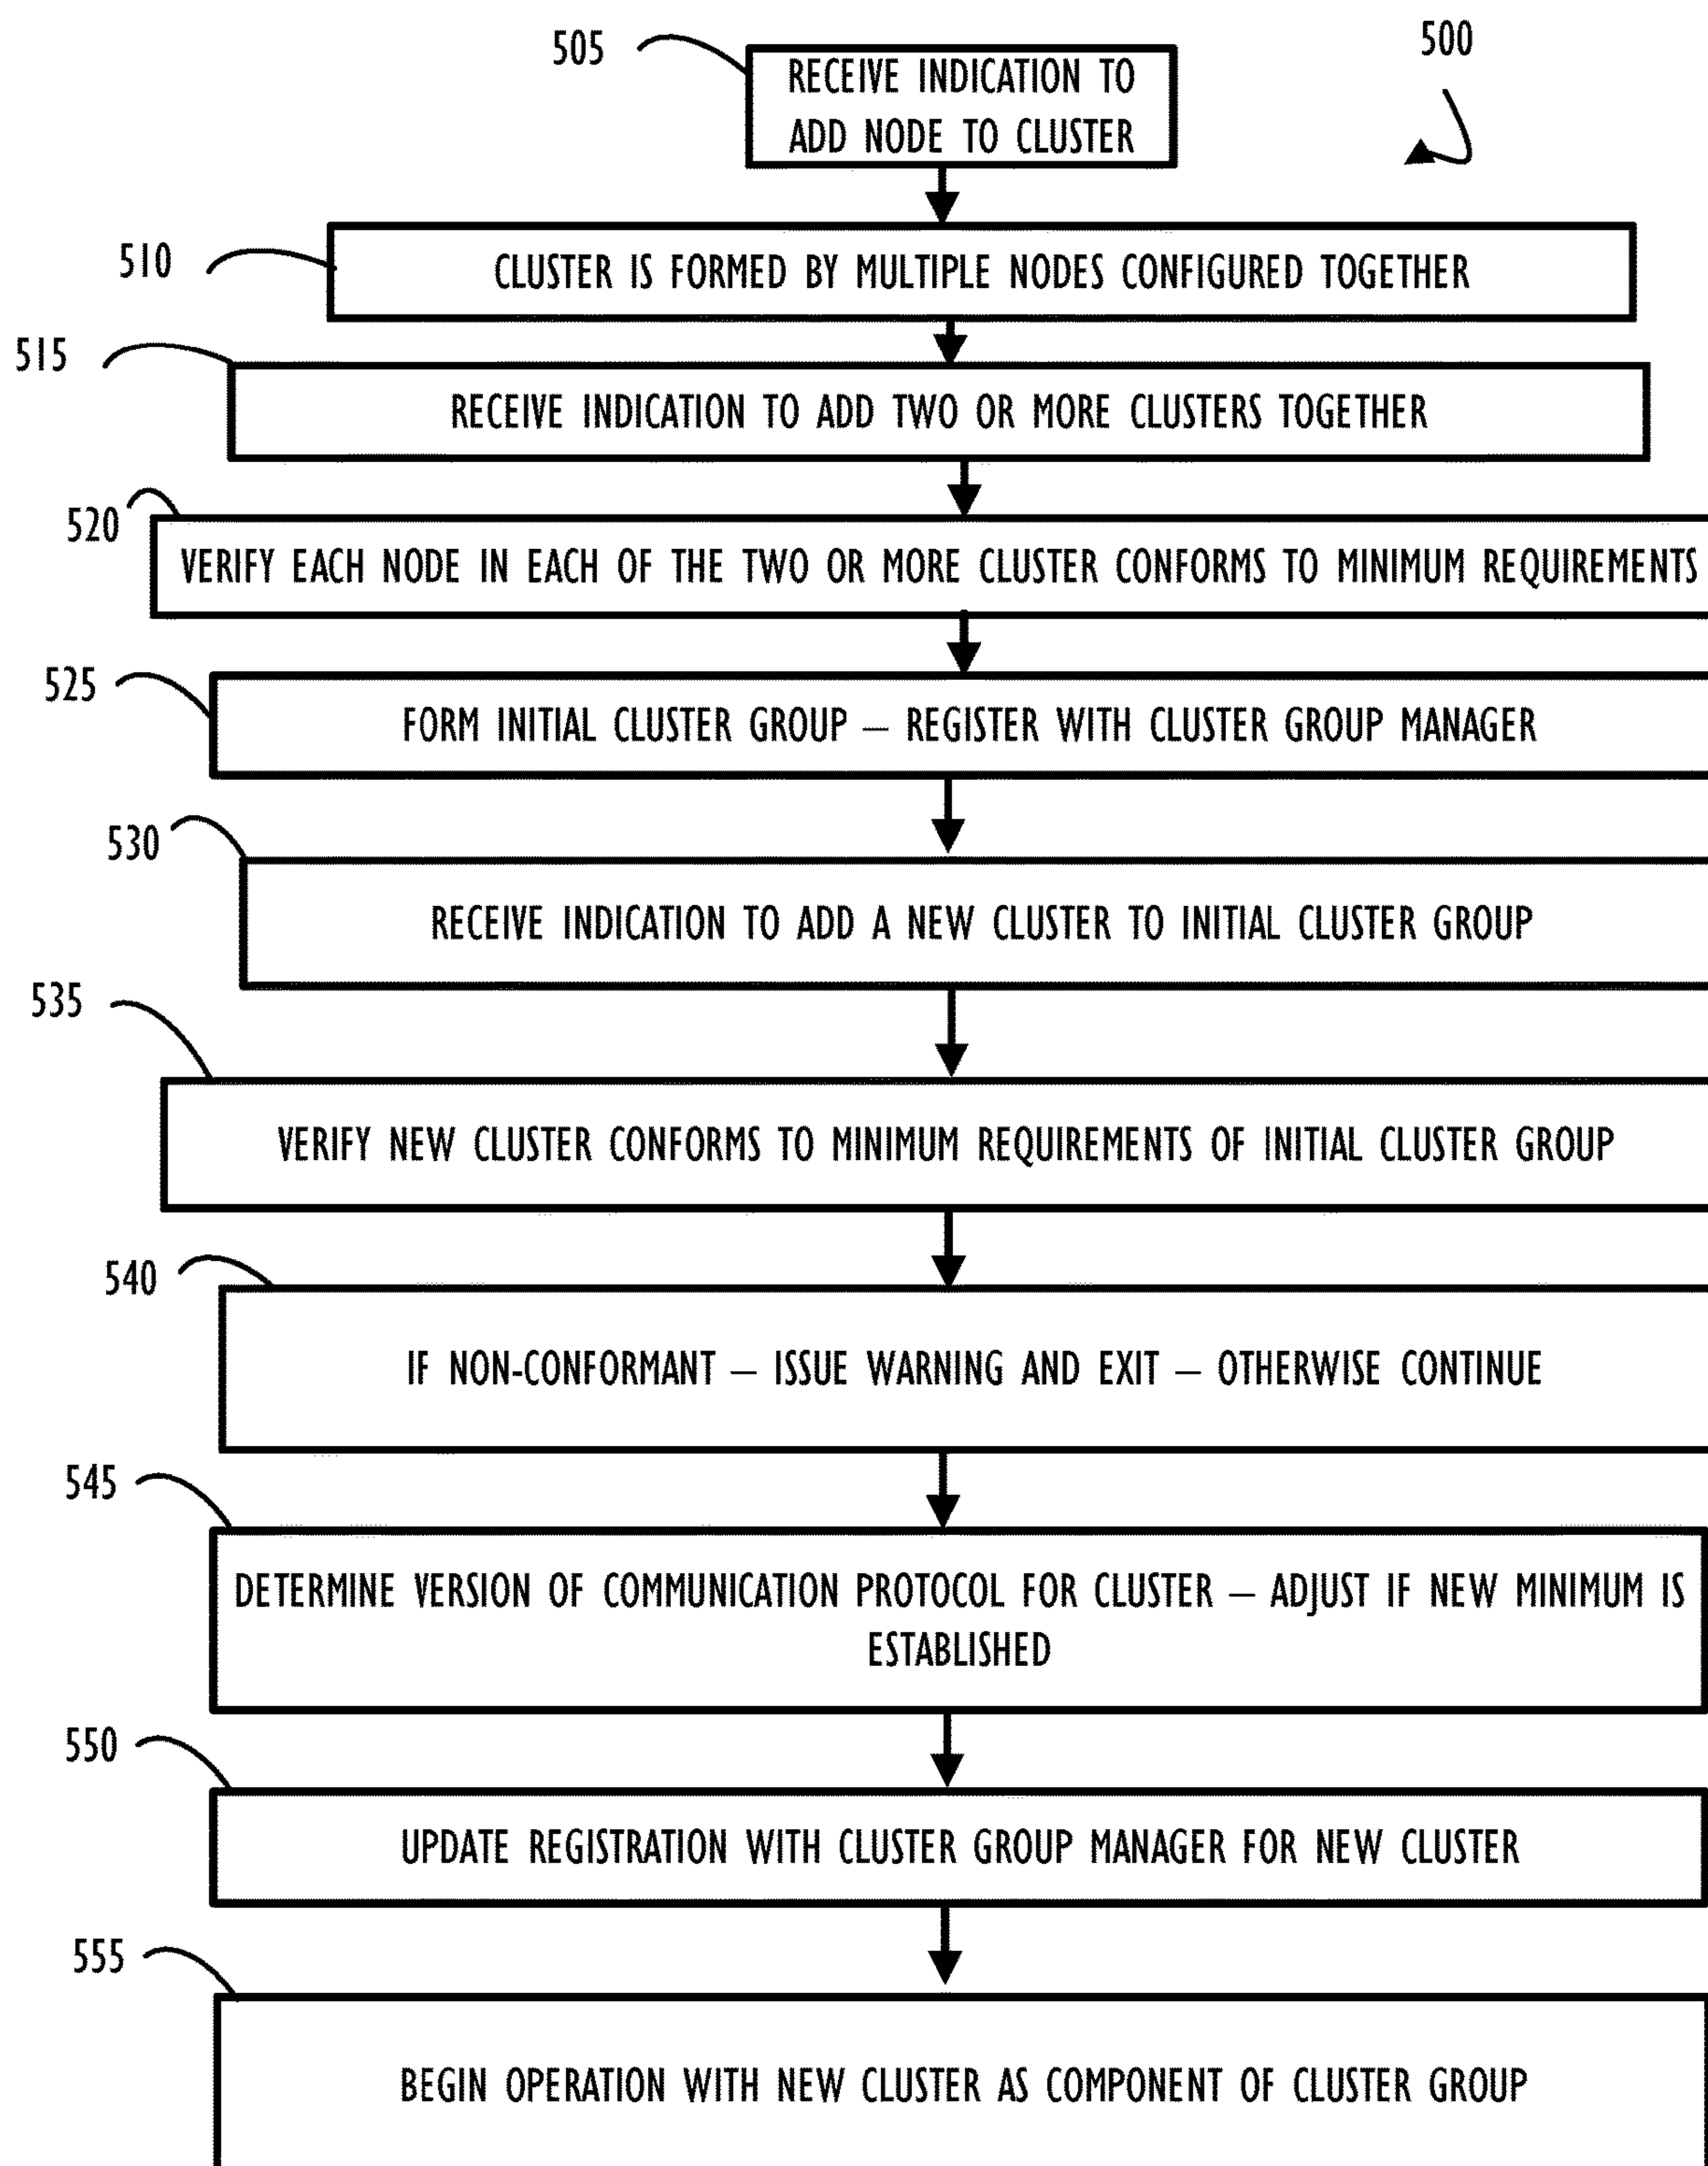 505
500
RECEIVE INDICATION TO
ADD NODE TO CLUSTER
510
CLUSTER IS FORMED BY MULTIPLE NODES CONFIGURED TOGETHER
515
RECEIVE INDICATION TO ADD TWO OR MORE CLUSTERS TOGETHER
520
VERIFY EACH NODE IN EACH OF THE TWO OR MORE CLUSTER CONFORMS TO MINIMUM REQUIREMENTS
525
FORM INITIAL CLUSTER GROUP – REGISTER WITH CLUSTER GROUP MANAGER
530
RECEIVE INDICATION TO ADD A NEW CLUSTER TO INITIAL CLUSTER GROUP
535
VERIFY NEW CLUSTER CONFORMS TO MINIMUM REQUIREMENTS OF INITIAL CLUSTER GROUP
540
IF NON-CONFORMANT – ISSUE WARNING AND EXIT – OTHERWISE CONTINUE
545
DETERMINE VERSION OF COMMUNICATION PROTOCOL FOR CLUSTER – ADJUST IF NEW MINIMUM IS
ESTABLISHED
550
UPDATE REGISTRATION WITH CLUSTER GROUP MANAGER FOR NEW CLUSTER
555
BEGIN OPERATION WITH NEW CLUSTER AS COMPONENT OF CLUSTER GROUP